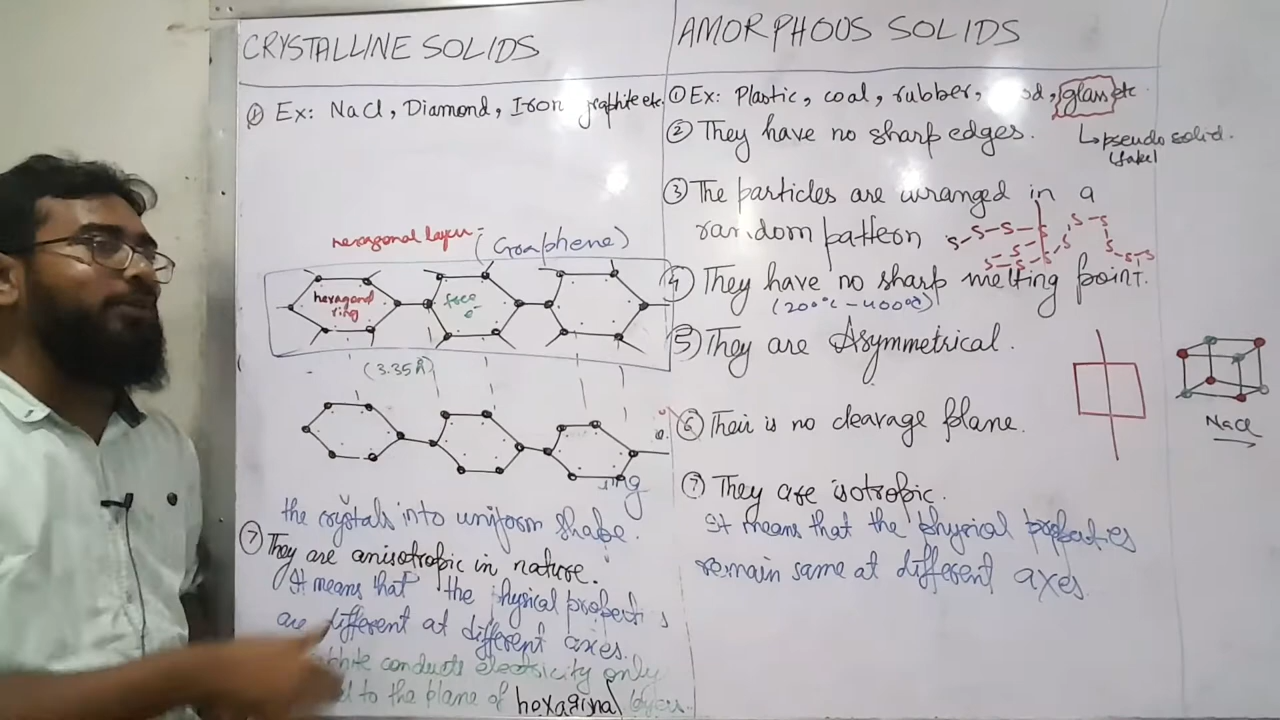 CRYSTALLINE SOLIDS
① Ex: NaCl, Diamond, Iron graphite etc.
hexagonal layer - (Graphene)
hexagonal ring
free e-
(3.35Å)
the crystals into uniform shape.
⑦ They are anisotropic in nature.
It means that the physical
are different at different axes.
conducts electricity only
to the plane of hexaginal layers.
AMORPHOUS SOLIDS
① Ex: Plastic, coal, rubber, glass etc.
↳ pseudo solid.
(fake)
② They have no sharp edges.
③ The particles are arranged in a
random pattern
S-S-S-S
S-S
S-S-S
④ They have no sharp melting point.
(200°C - 400°C)
⑤ They are Asymmetrical.
⑥ Their is no cleavage plane.
⑦ They are isotropic.
It means that the physical properties
remain same at different axes.
NaCl